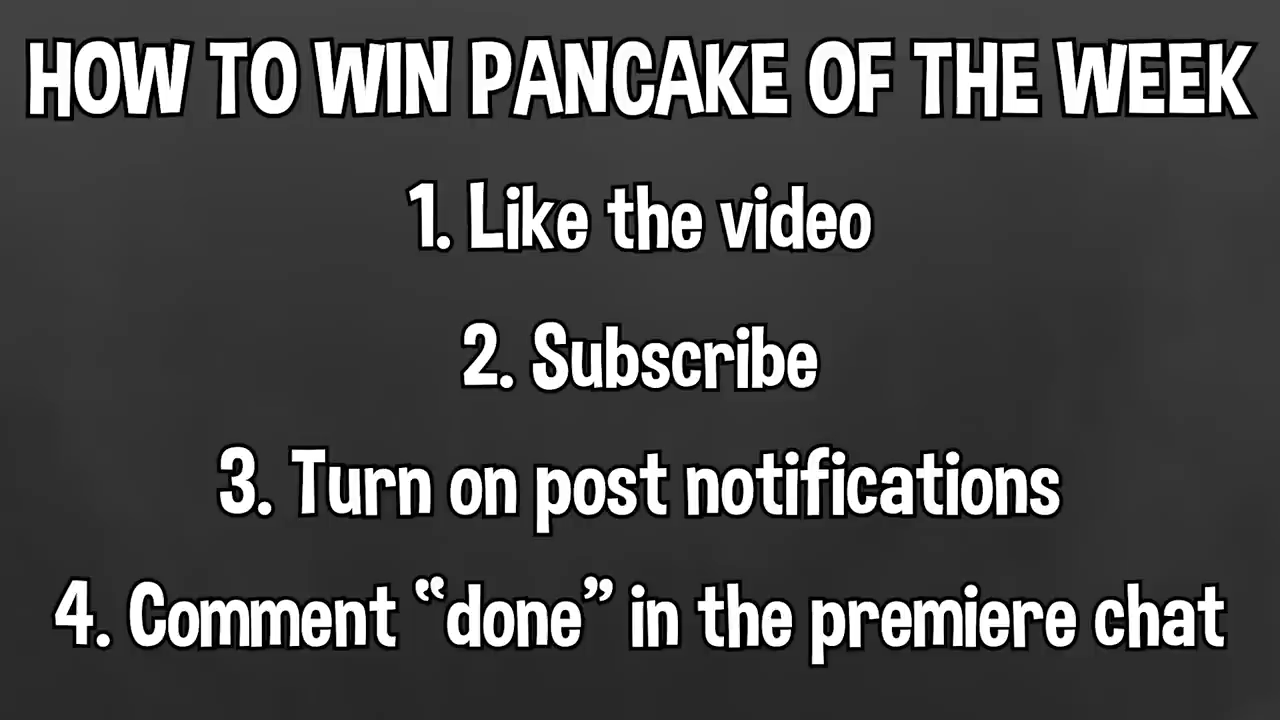 HOW TO WIN PANCAKE OF THE WEEK
1. Like the video
2. Subscribe
3. Turn on post notifications
4. Comment “done” in the premiere chat